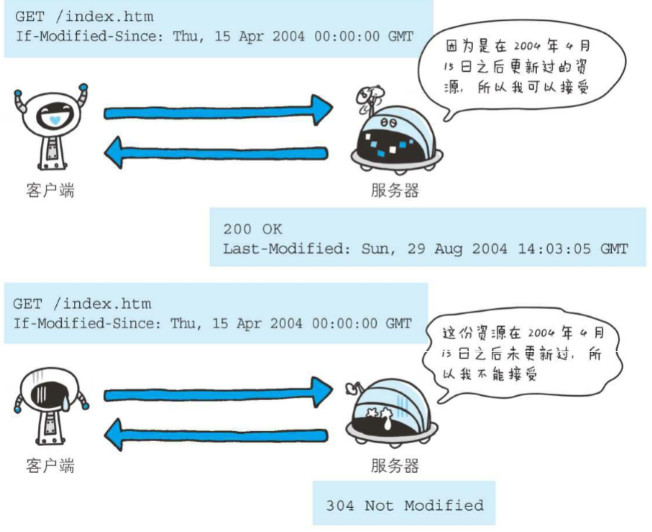 GET /index.htm
If-Modified-Since: Thu, 15 Apr 2004 00:00:00 GMT
因为是在 2004 年 4 月
15 日之后更新过的资
源，所以我可以接受
客户端
服务器
200 OK
Last-Modified: Sun, 29 Aug 2004 14:03:05 GMT
GET /index.htm
If-Modified-Since: Thu, 15 Apr 2004 00:00:00 GMT
这份资源在 2004 年 4 月
15 日之后未更新过，所
以我不能接受
客户端
服务器
304 Not Modified